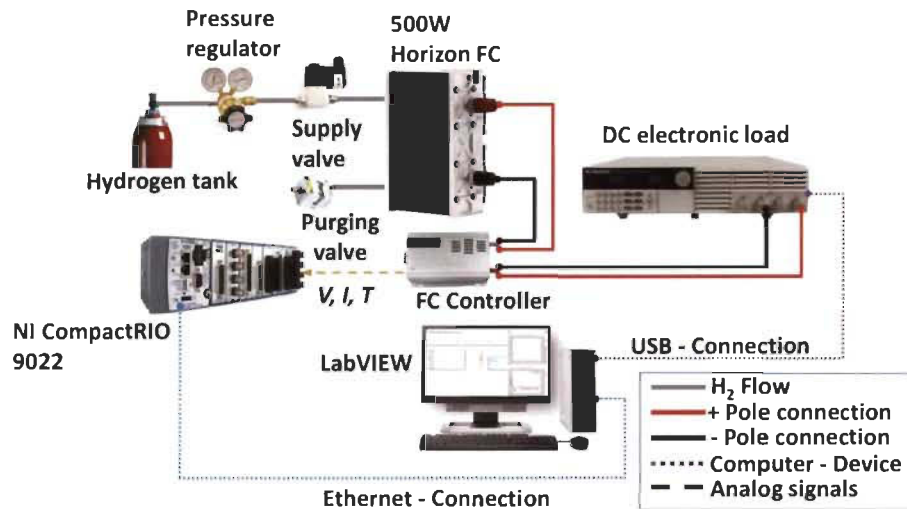 Pressure
regulator
500W
Horizon FC
Supply
valve
DC electronic load
Hydrogen tank
Purging
valve
V, I, T
FC Controller
NI CompactRIO
9022
LabVIEW
USB - Connection
H₂ Flow
+ Pole connection
- Pole connection
Computer - Device
Analog signals
Ethernet - Connection